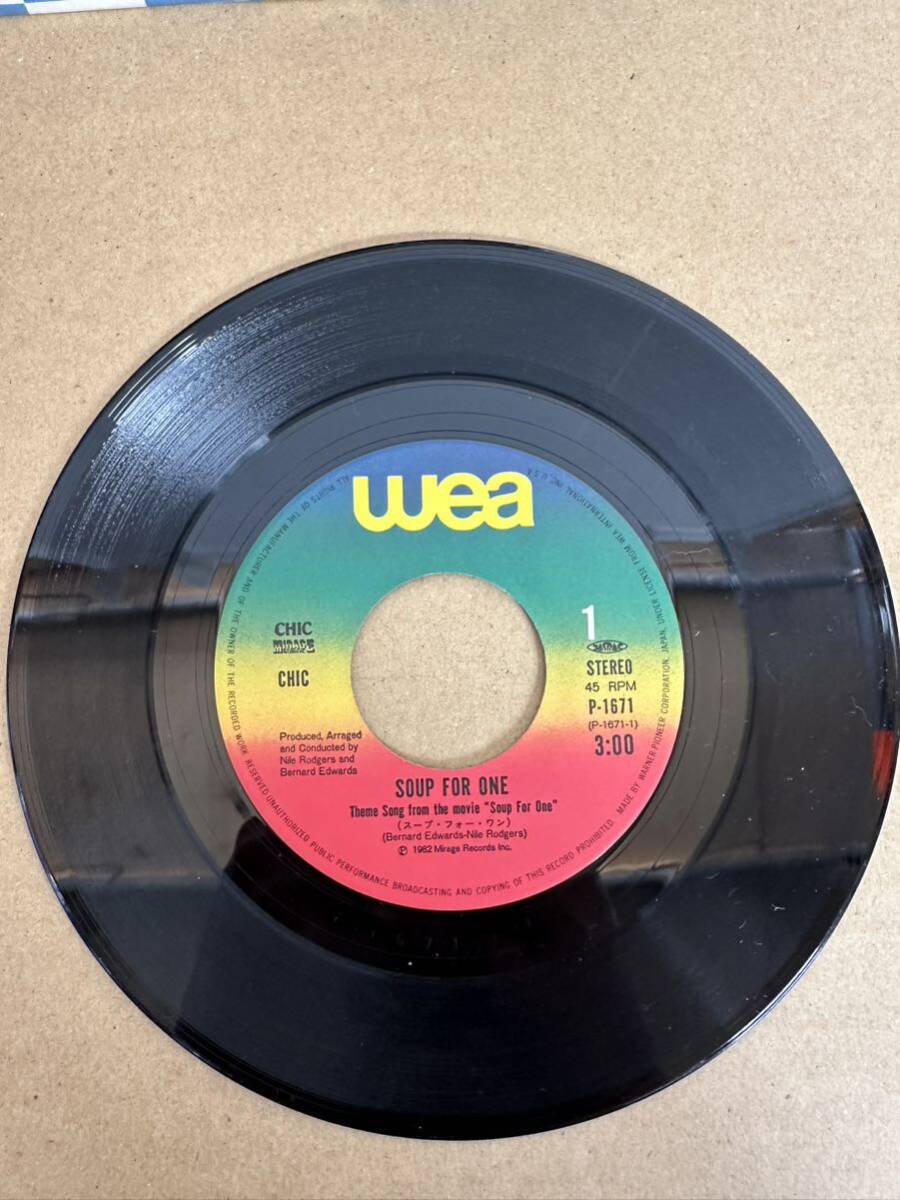 wea
1
CHIC
MIRAGE
CHIC
STEREO
45 RPM
P-1671
(P-1671-1)
3:00
Produced, Arraged
and Conducted by
Nile Rodgers and
Bernard Edwards
SOUP FOR ONE
Theme Song from the movie "Soup For One"
(スープ・フォー・ワン)
(Bernard Edwards-Nile Rodgers)
Ⓟ 1982 Mirage Records Inc.
ALL RIGHTS OF THE MANUFACTURER AND OF THE OWNER OF THE RECORDED WORK RESERVED. UNAUTHORIZED PUBLIC PERFORMANCE BROADCASTING AND COPYING OF THIS RECORD PROHIBITED. MADE BY WARNER-PIONEER CORPORATION, JAPAN, UNDER LICENSE FROM WEA INTERNATIONAL INC., U.S.A.